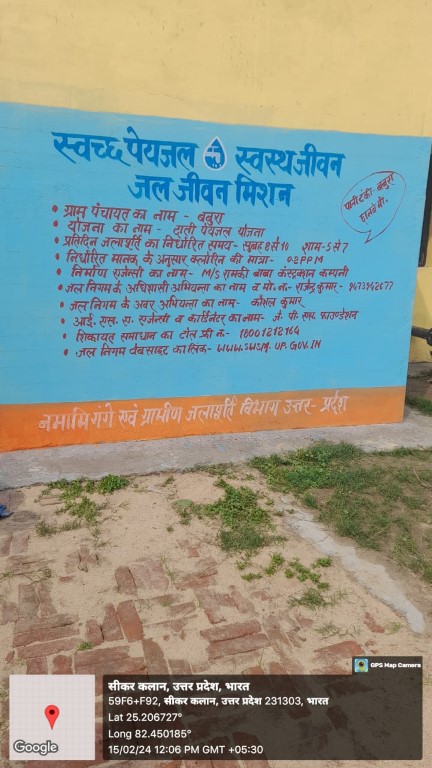 स्वच्छ पेयजल स्वस्थ जीवन
जल जीवन मिशन
पानी टंकी बबुरा
• ग्राम पंचायत का नाम - बबुरा
• योजना का नाम - टाली पेयजल योजना
• प्रतिदिन जलापूर्ति का निर्धारित समय- सुबह 8 से 10 शाम- 5 से 7
• निर्धारित मानक के अनुसार क्लोरिन की मात्रा- 0.2 PPM
• निर्माण एजेन्सी का नाम - M/S रामकी बाबा कंस्ट्रक्शन कम्पनी
• जल निगम के अधिशासी अभियन्ता का नाम व मो.न.- राजेन्द्र कुमार-
• जल निगम के अवर अभियन्ता का नाम- कौशल कुमार
• आई. एस. ए. एजेन्सी व कार्डिनेटर का नाम- जे. पी. एस. फाउण्डेशन
• शिकायत समाधान का टोल फ्री न.- 18001212164
• जल निगम वेबसाइट का लिंक- WWW.SWSM.UP.GOV.IN
नमामि गंगे एवं ग्रामीण जलापूर्ति विभाग उत्तर- प्रदेश
GPS Map Camera
सीकर कलान, उत्तर प्रदेश, भारत
59F6+F92, सीकर कलान, उत्तर प्रदेश 231303, भारत
Lat 25.206727°
Long 82.450185°
15/02/24 12:06 PM GMT +05:30
Google